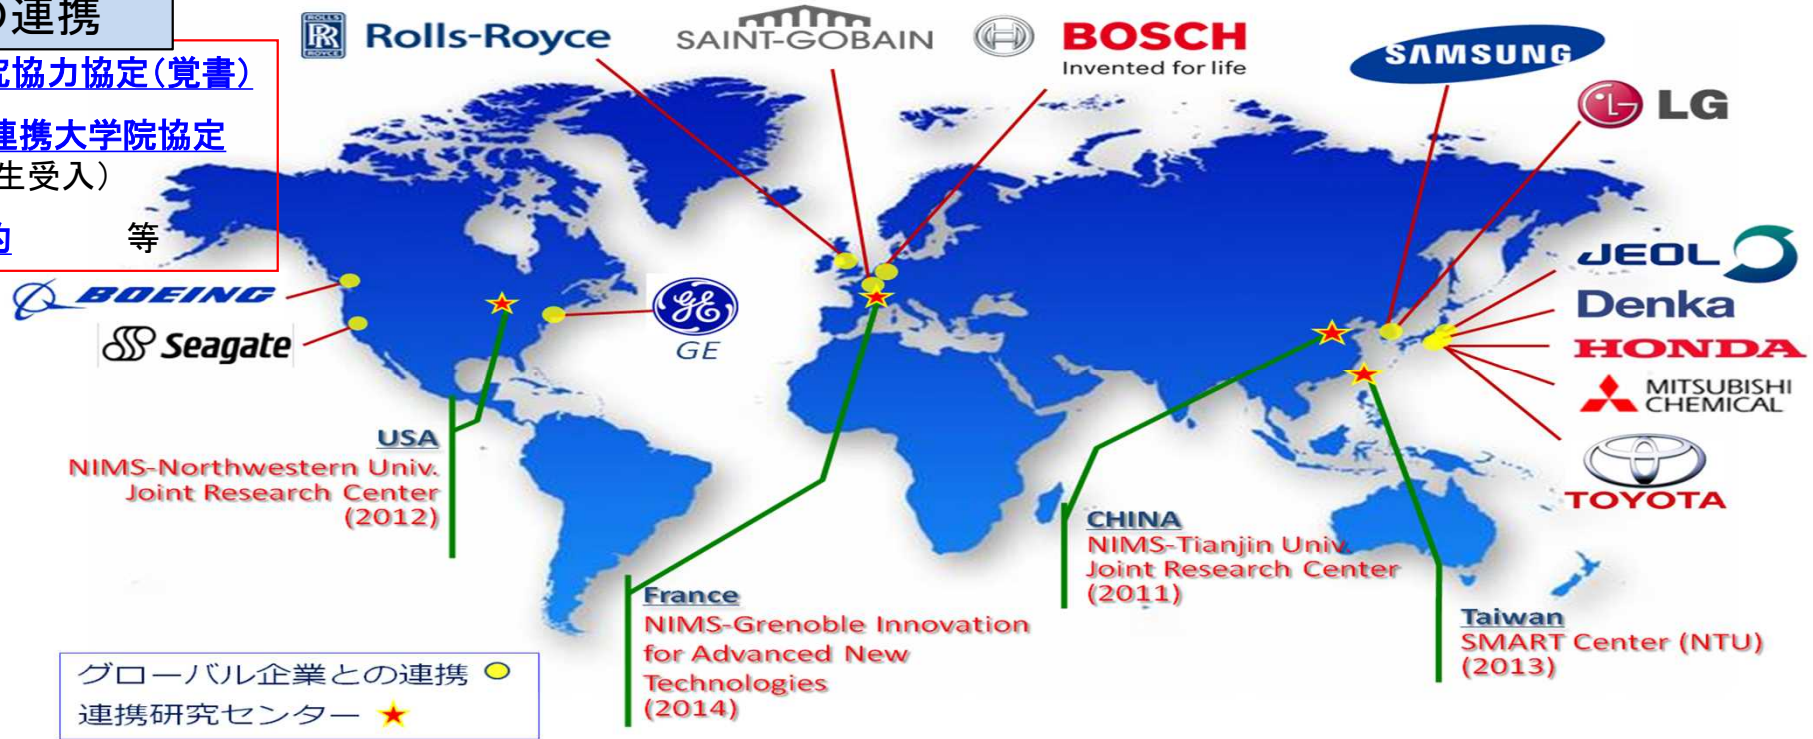 の連携
協力協定(覚書)
連携大学院協定
生受入)
等
ROLLS
RR
ROYCE
Rolls-Royce
SAINT-GOBAIN
BOSCH
Invented for life
SAMSUNG
LG
BOEING
Seagate
GE
JEOL
Denka
HONDA
MITSUBISHI
CHEMICAL
TOYOTA
USA
NIMS-Northwestern Univ.
Joint Research Center
(2012)
France
NIMS-Grenoble Innovation
for Advanced New
Technologies
(2014)
CHINA
NIMS-Tianjin Univ.
Joint Research Center
(2011)
Taiwan
SMART Center (NTU)
(2013)
グローバル企業との連携
連携研究センター